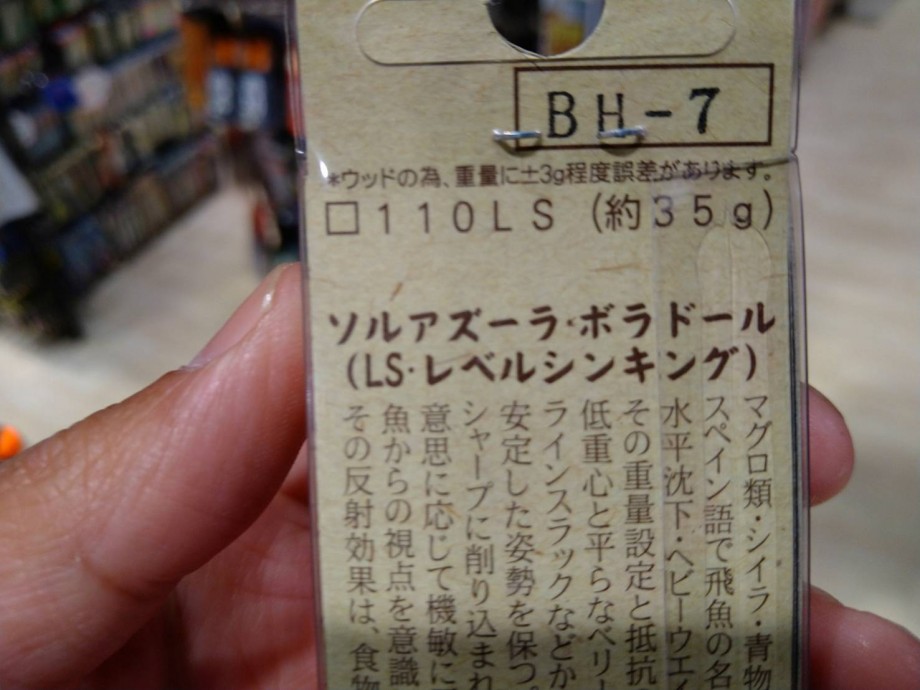 BH-7
*ウッドの為、重量に±3g程度誤差があります。
□110LS (約35g)
ソルアズーラ・ボラドール
(LS・レベルシンキング)
マグロ類・シイラ・青物
スペイン語で飛魚の名
水平沈下・ヘビーウエイ
その重量設定と抵抗
低重心と平らなベリー
ラインスラックなどか
安定した姿勢を保つ。
シャープに削り込まれ
意思に応じて機敏に
魚からの視点を意識
その反射効果は、食物